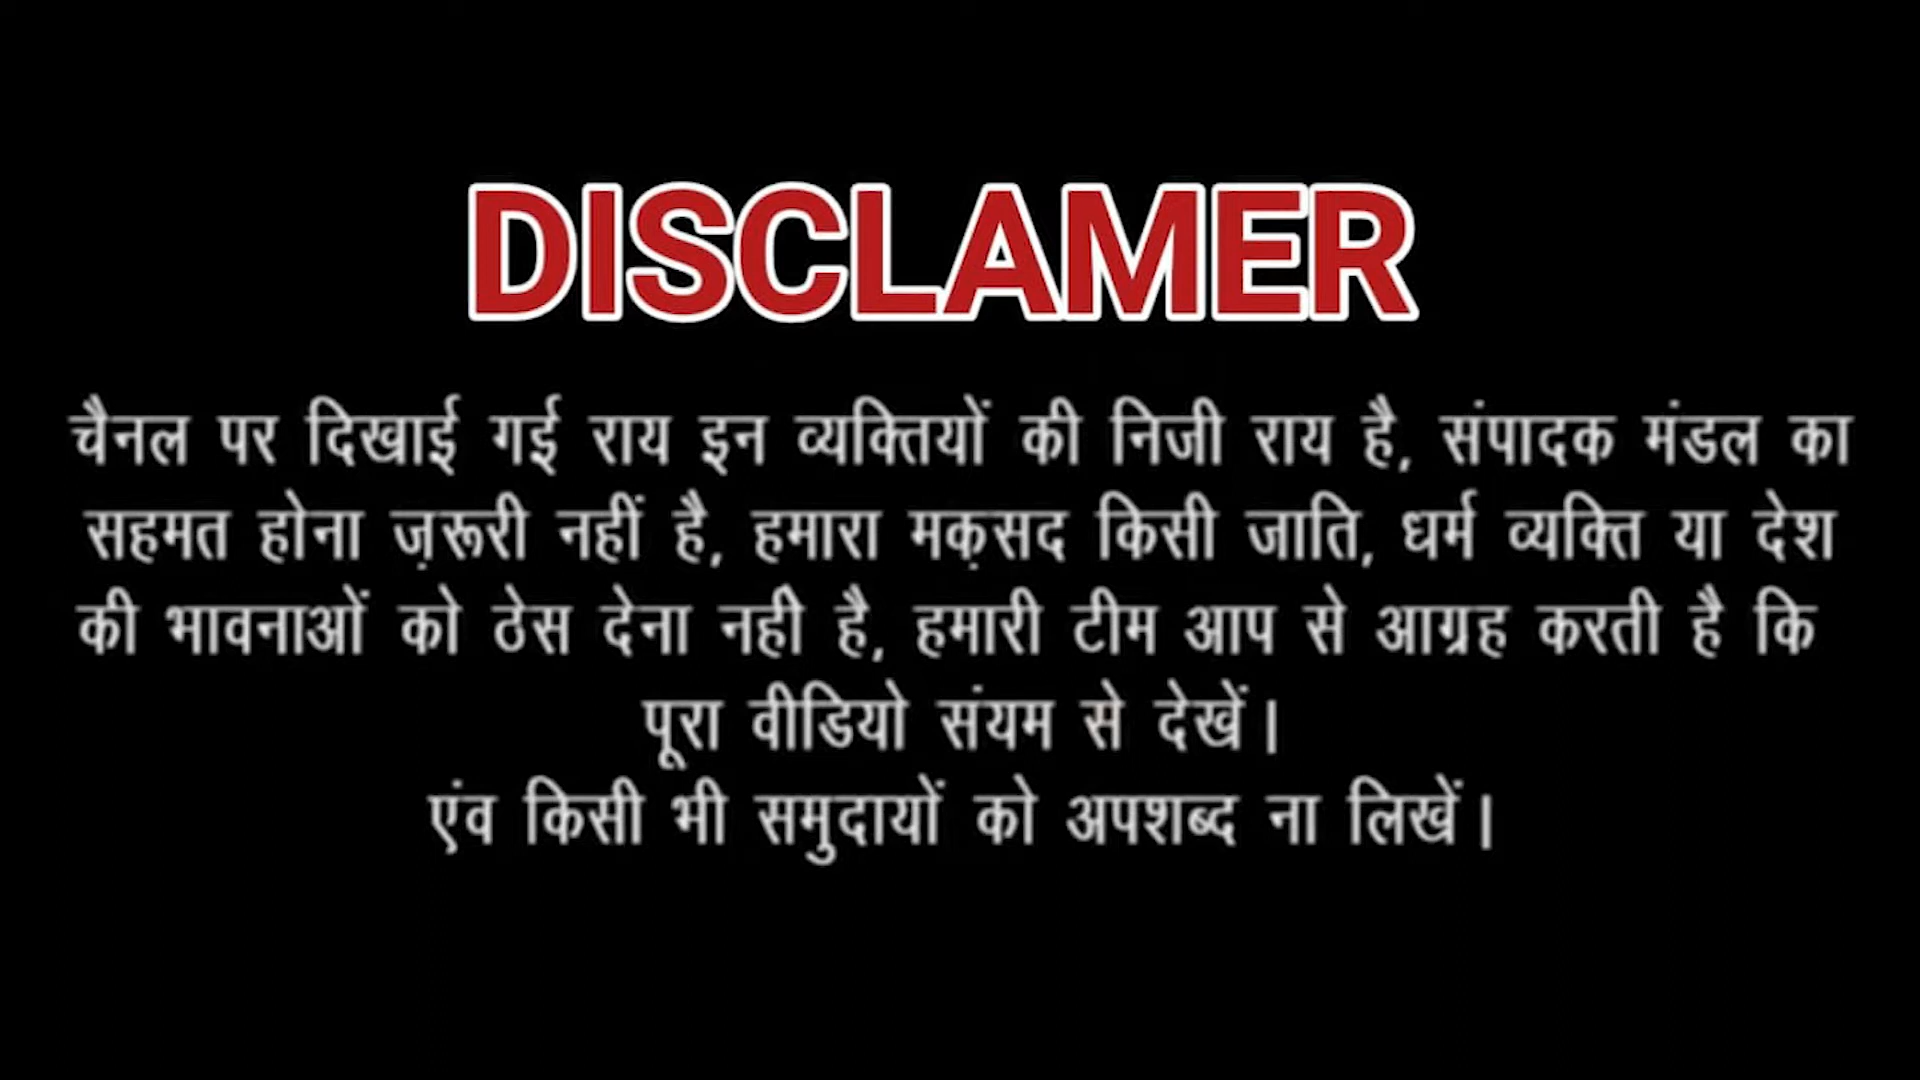 DISCLAMER
चैनल पर दिखाई गई राय इन व्यक्तियों की निजी राय है, संपादक मंडल का
सहमत होना ज़रूरी नहीं है, हमारा मक़सद किसी जाति, धर्म व्यक्ति या देश
की भावनाओं को ठेस देना नही है, हमारी टीम आप से आग्रह करती है कि
पूरा वीडियो संयम से देखें।
एंव किसी भी समुदायों को अपशब्द ना लिखें।